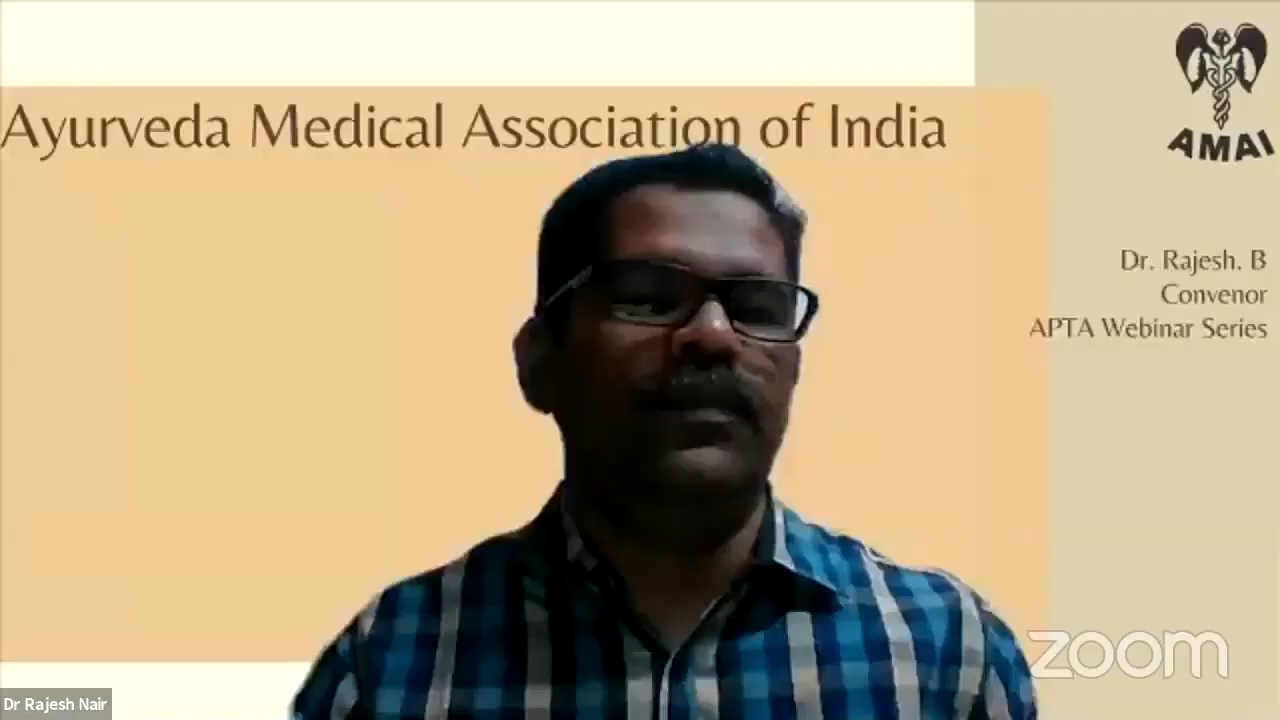 Ayurveda Medical Association of India
AMAI
Dr. Rajesh. B
Convenor
APTA Webinar Series
zoom
Dr Rajesh Nair